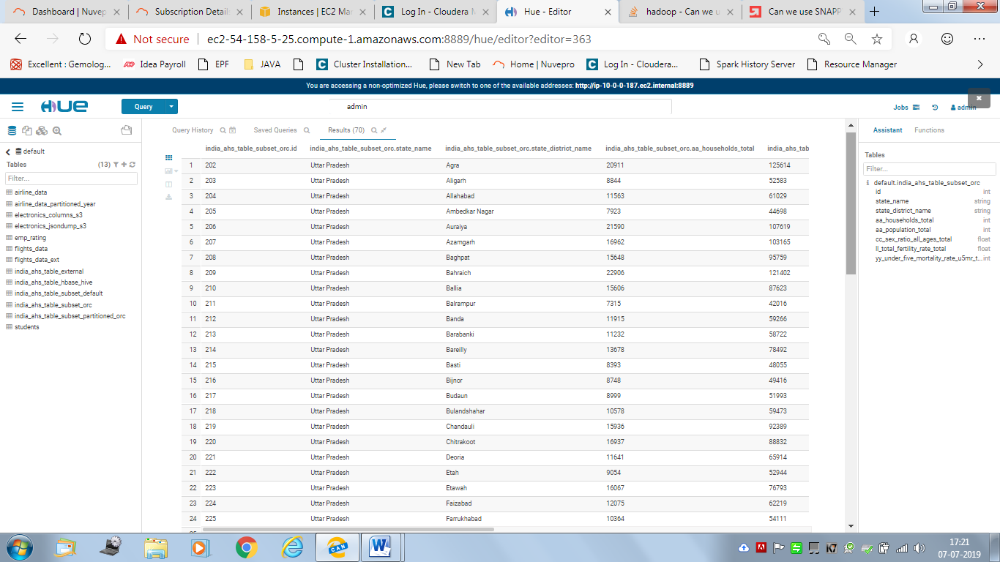 Dashboard | Nuvep
Subscription Detail
Instances | EC2 Mar
Log In - Cloudera M
Hue - Editor
hadoop - Can we u
Can we use SNAPP
Not secure
ec2-54-158-5-25.compute-1.amazonaws.com:8889/hue/editor?editor=363
Excellent : Gemolog...
Idea Payroll
EPF
JAVA
Cluster Installation...
New Tab
Home | Nuvepro
Log In - Cloudera...
Spark History Server
Resource Manager
You are accessing a non-optimized Hue, please switch to one of the available addresses: http://ip-10-0-0-187.ec2.internal:8889
HUE
Query
admin
Jobs
admin
default
Tables
(13)
Filter...
airline_data
airline_data_partitioned_year
electronics_columns_s3
electronics_jsondump_s3
emp_rating
flights_data
flights_data_ext
india_ahs_table_external
india_ahs_table_hbase_hive
india_ahs_table_subset_default
india_ahs_table_subset_orc
india_ahs_table_subset_partitioned_orc
students
Query History
Saved Queries
Results (70)
india_ahs_table_subset_orc.id india_ahs_table_subset_orc.state_name india_ahs_table_subset_orc.state_district_name india_ahs_table_subset_orc.aa_households_total india_ahs_tab
1 202 Uttar Pradesh Agra 20911 125614
2 203 Uttar Pradesh Aligarh 8844 52583
3 204 Uttar Pradesh Allahabad 11563 61029
4 205 Uttar Pradesh Ambedkar Nagar 7923 44698
5 206 Uttar Pradesh Auraiya 21590 107619
6 207 Uttar Pradesh Azamgarh 16962 103165
7 208 Uttar Pradesh Baghpat 15648 95759
8 209 Uttar Pradesh Bahraich 22906 121402
9 210 Uttar Pradesh Ballia 15606 87623
10 211 Uttar Pradesh Balrampur 7315 42016
11 212 Uttar Pradesh Banda 11915 59266
12 213 Uttar Pradesh Barabanki 11232 58722
13 214 Uttar Pradesh Bareilly 13678 78492
14 215 Uttar Pradesh Basti 8393 48055
15 216 Uttar Pradesh Bijnor 8748 49416
16 217 Uttar Pradesh Budaun 8999 51993
17 218 Uttar Pradesh Bulandshahar 10578 59473
18 219 Uttar Pradesh Chandauli 15936 92389
19 220 Uttar Pradesh Chitrakoot 16937 88832
20 221 Uttar Pradesh Deoria 11641 65914
21 222 Uttar Pradesh Etah 9054 52944
22 223 Uttar Pradesh Etawah 16067 76793
23 224 Uttar Pradesh Faizabad 12075 62219
24 225 Uttar Pradesh Farrukhabad 10364 54111
Assistant
Functions
Tables
Filter...
default.india_ahs_table_subset_orc
id int
state_name string
state_district_name string
aa_households_total int
aa_population_total int
cc_sex_ratio_all_ages_total float
ll_total_fertility_rate_total float
yy_under_five_mortality_rate_u5mr_t... int
CAN
17:21
07-07-2019